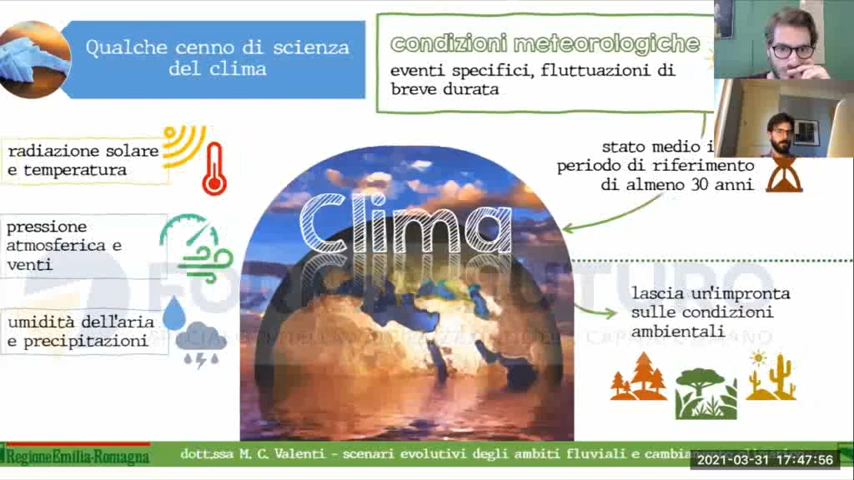 Qualche cenno di scienza
del clima
condizioni meteorologiche
eventi specifici, fluttuazioni di
breve durata
radiazione solare
e temperatura
stato medio
periodo di riferimento
di almeno 30 anni
Clima
pressione
atmosferica e
venti
lascia un'impronta
sulle condizioni
ambientali
umidità dell'aria
e precipitazioni
RegioneEmilia-Romagna
dott.ssa M. C. Valenti - scenari evolutivi degli ambiti fluviali e
2021-03-31 17:47:56